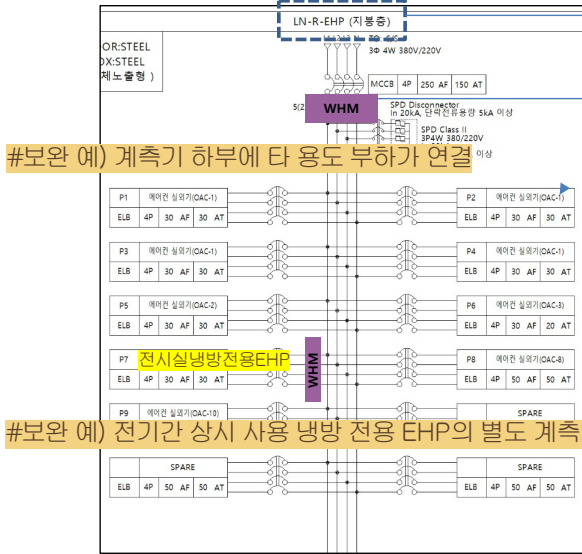 LN-R-EHP (지붕층)
OR:STEEL
OX:STEEL
체노출형 )
3Φ 4W 380V/220V
MCCB 4P 250 AF 150 AT
5(2
WHM
SPD Disconnector
In 20kA, 단락전류용량 5kA 이상
SPD Class II
3P4W 380/220V
이상
#보완 예) 계측기 하부에 타 용도 부하가 연결
P1 에어컨 실외기(OAC-1)
ELB 4P 30 AF 30 AT
P2 에어컨 실외기(OAC-1)
ELB 4P 30 AF 30 AT
P3 에어컨 실외기(OAC-1)
ELB 4P 30 AF 30 AT
P4 에어컨 실외기(OAC-1)
ELB 4P 30 AF 30 AT
P5 에어컨 실외기(OAC-2)
ELB 4P 30 AF 30 AT
P6 에어컨 실외기(OAC-3)
ELB 4P 30 AF 20 AT
P7 전시실냉방전용EHP
ELB 4P 30 AF 30 AT
WHM
P8 에어컨 실외기(OAC-8)
ELB 4P 50 AF 50 AT
P9 에어컨 실외기(OAC-10)
SPARE
#보완 예) 전기간 상시 사용 냉방 전용 EHP의 별도 계측
SPARE
ELB 4P 50 AF 50 AT
SPARE
ELB 4P 50 AF 50 AT